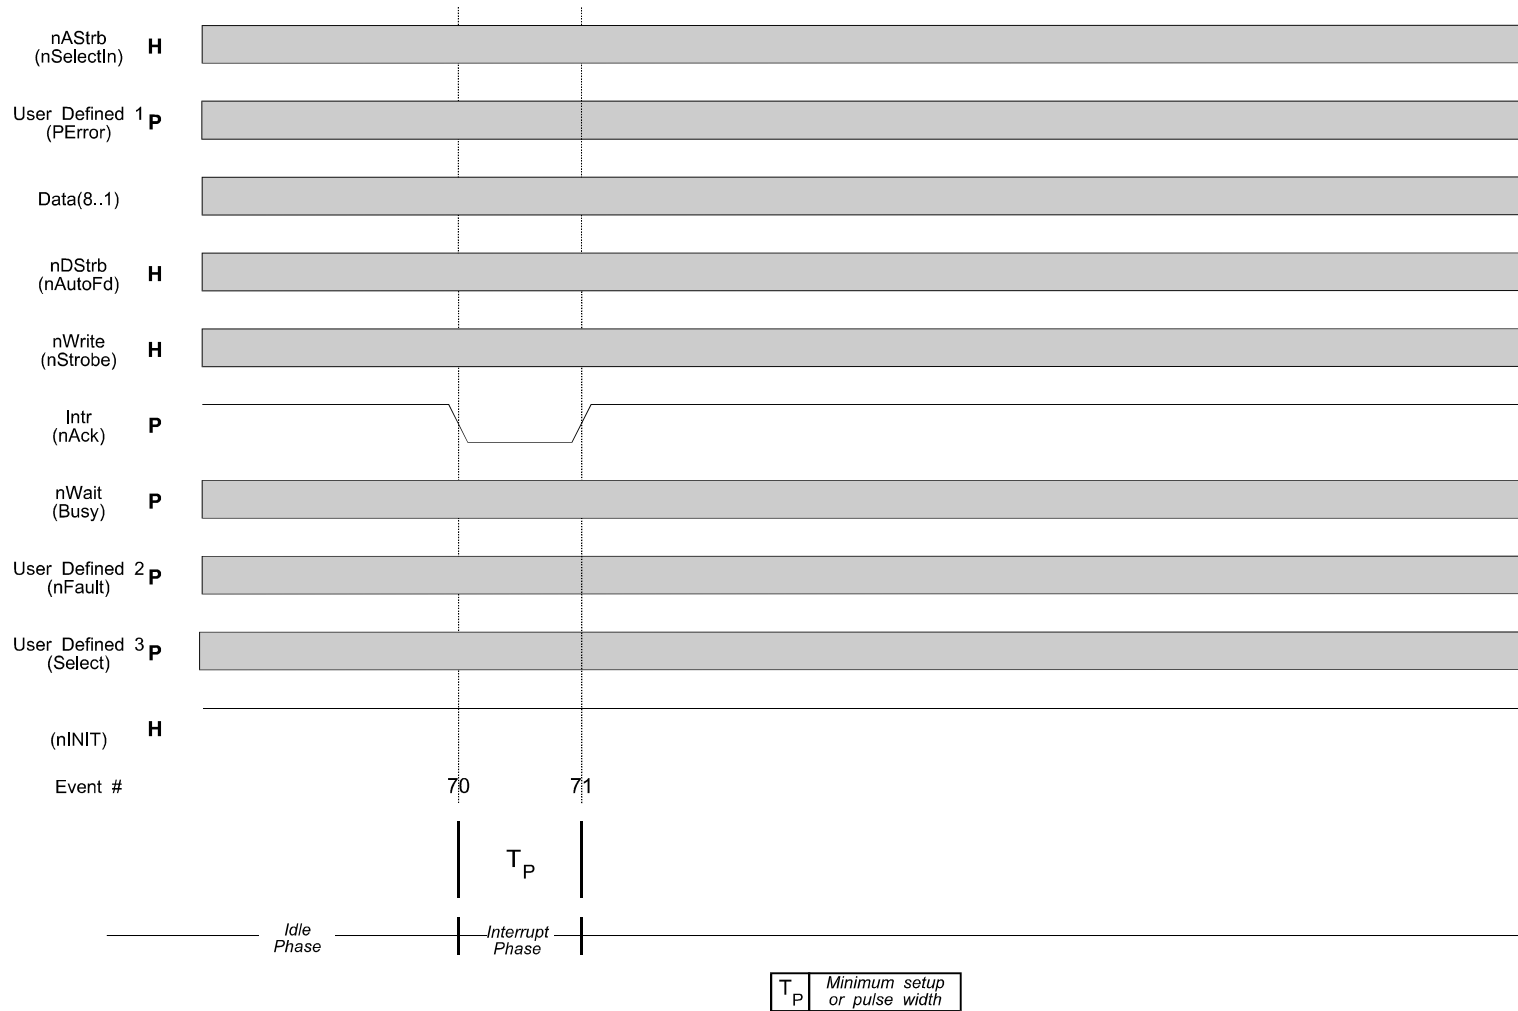 nAStrb
(nSelectIn)
H
User Defined 1
(PError)
P
Data(8..1)
nDStrb
(nAutoFd)
H
nWrite
(nStrobe)
H
Intr
(nAck)
P
nWait
(Busy)
P
User Defined 2
(nFault)
P
User Defined 3
(Select)
P
H
(nINIT)
Event #
70
71
TP
Idle
Phase
Interrupt
Phase
TP
Minimum setup
or pulse width